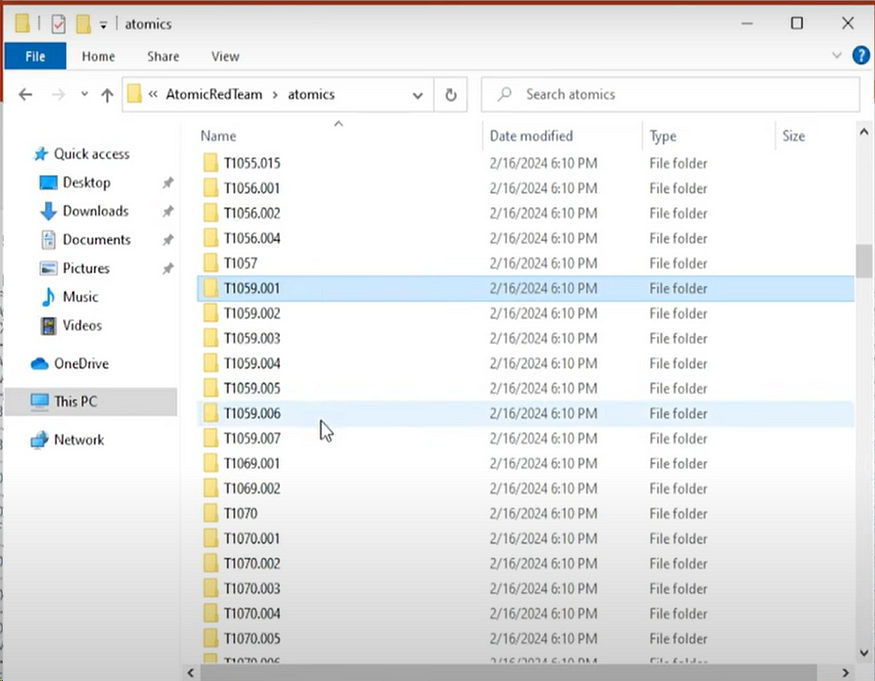 atomics
File Home Share View
« AtomicRedTeam > atomics
Search atomics
Quick access
Desktop
Downloads
Documents
Pictures
Music
Videos
OneDrive
This PC
Network
Name Date modified Type Size
T1055.015 2/16/2024 6:10 PM File folder
T1056.001 2/16/2024 6:10 PM File folder
T1056.002 2/16/2024 6:10 PM File folder
T1056.004 2/16/2024 6:10 PM File folder
T1057 2/16/2024 6:10 PM File folder
T1059.001 2/16/2024 6:10 PM File folder
T1059.002 2/16/2024 6:10 PM File folder
T1059.003 2/16/2024 6:10 PM File folder
T1059.004 2/16/2024 6:10 PM File folder
T1059.005 2/16/2024 6:10 PM File folder
T1059.006 2/16/2024 6:10 PM File folder
T1059.007 2/16/2024 6:10 PM File folder
T1069.001 2/16/2024 6:10 PM File folder
T1069.002 2/16/2024 6:10 PM File folder
T1070 2/16/2024 6:10 PM File folder
T1070.001 2/16/2024 6:10 PM File folder
T1070.002 2/16/2024 6:10 PM File folder
T1070.003 2/16/2024 6:10 PM File folder
T1070.004 2/16/2024 6:10 PM File folder
T1070.005 2/16/2024 6:10 PM File folder
T1070.006 2/16/2024 6:10 PM File folder